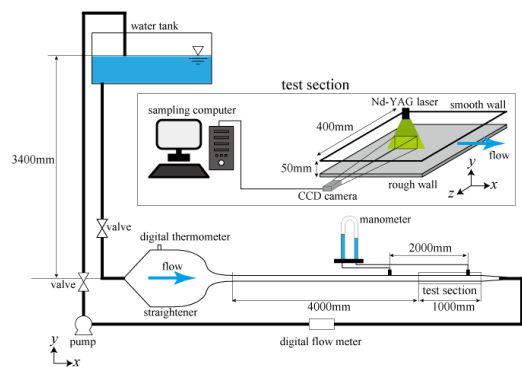 water tank
test section
Nd-YAG laser
smooth wall
sampling computer
400mm
flow
50mm
y
x
z
CCD camera
rough wall
3400mm
valve
manometer
digital thermometer
2000mm
flow
valve
test section
4000mm
1000mm
straightener
y
x
pump
digital flow meter